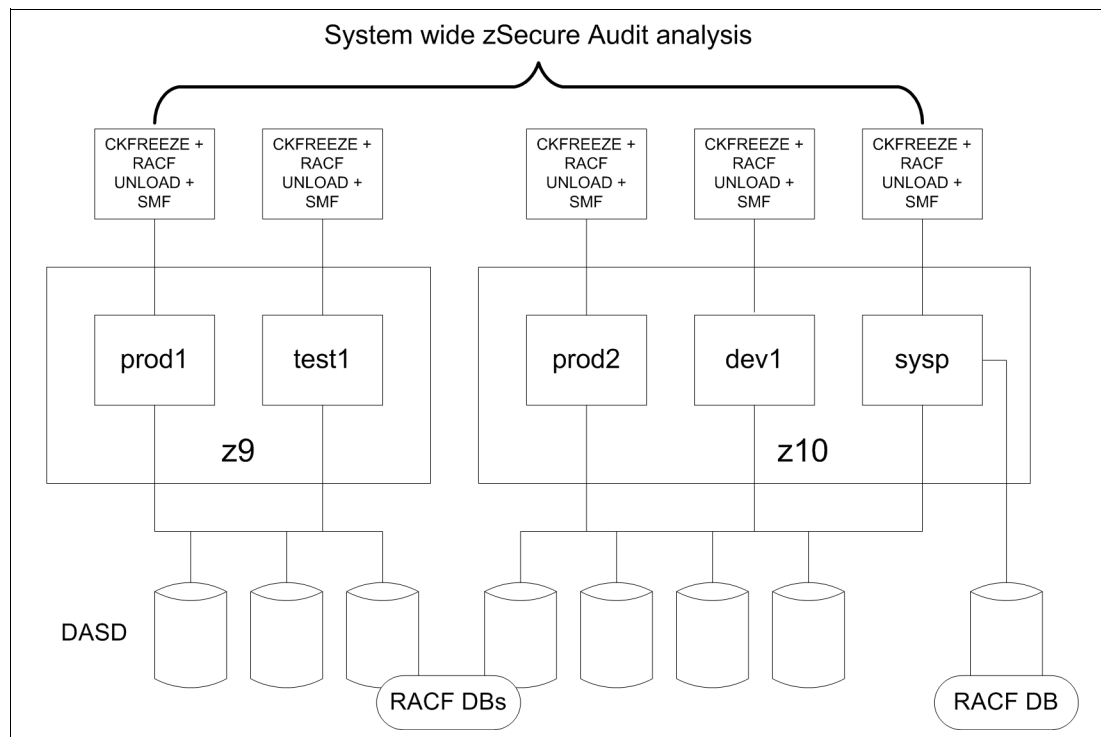 System wide zSecure Audit analysis
CKFREEZE +
RACF
UNLOAD +
SMF
CKFREEZE +
RACF
UNLOAD +
SMF
CKFREEZE +
RACF
UNLOAD +
SMF
CKFREEZE +
RACF
UNLOAD +
SMF
CKFREEZE +
RACF
UNLOAD +
SMF
prod1
test1
prod2
dev1
sysp
z9
z10
DASD
RACF DBs
RACF DB